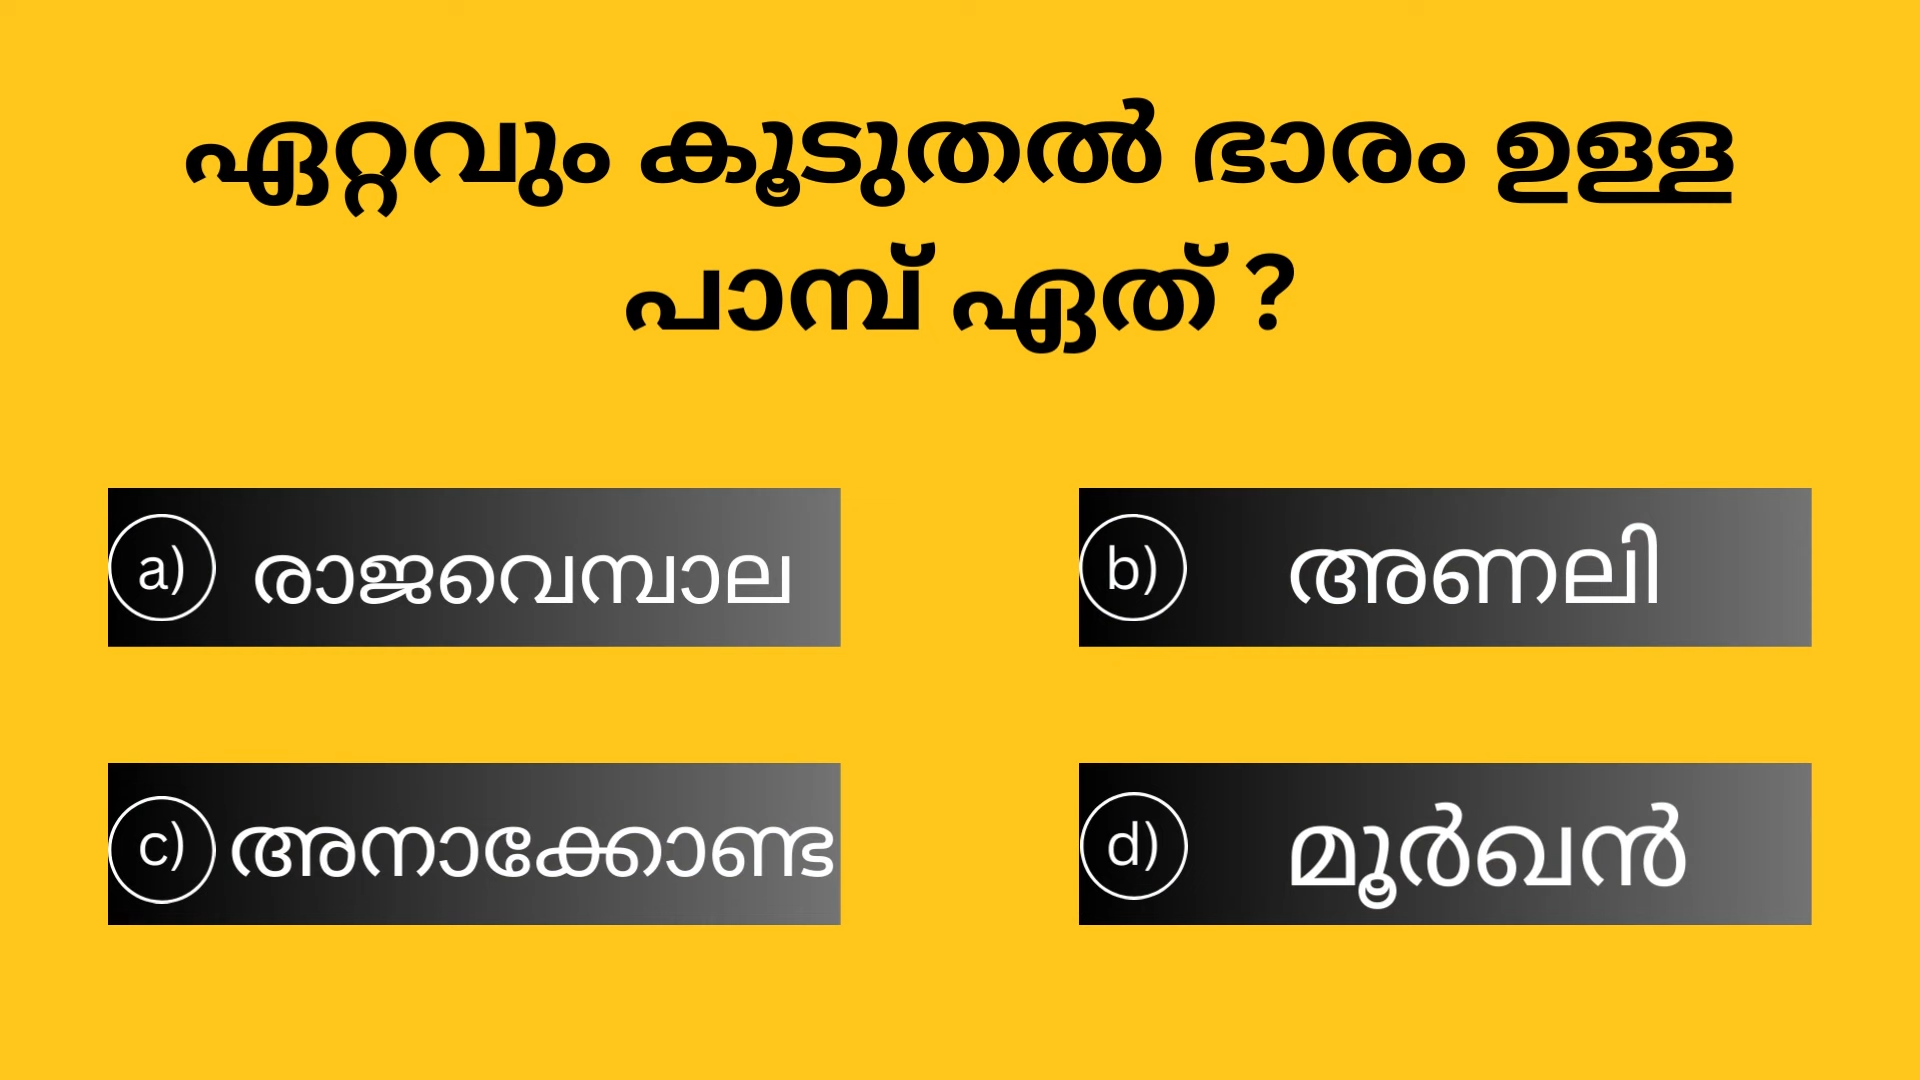 ഏറ്റവും കൂടുതൽ ഭാരം ഉള്ള
പാമ്പ് ഏത് ?
a) രാജവെമ്പാല
b) അണലി
c) അനാക്കോണ്ട
d) മൂർഖൻ